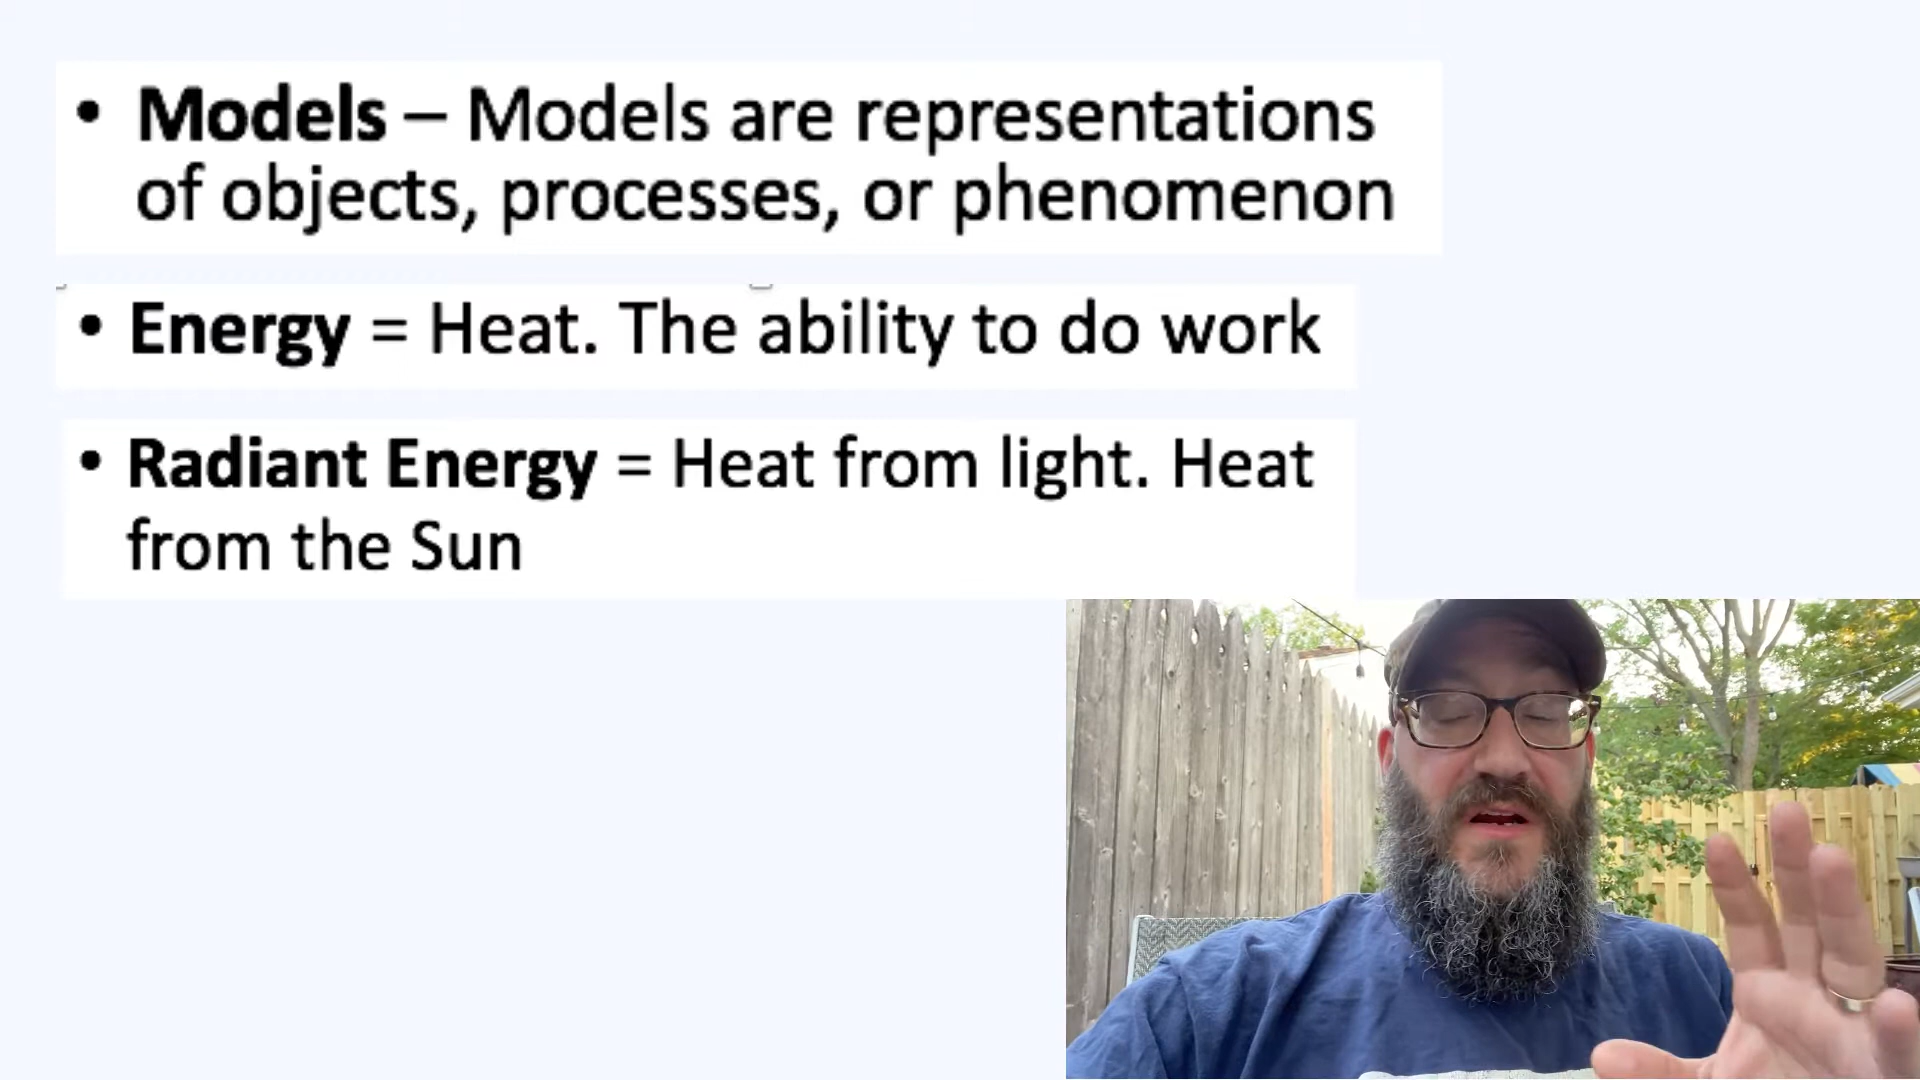 • Models – Models are representations
of objects, processes, or phenomenon
• Energy = Heat. The ability to do work
• Radiant Energy = Heat from light. Heat
from the Sun